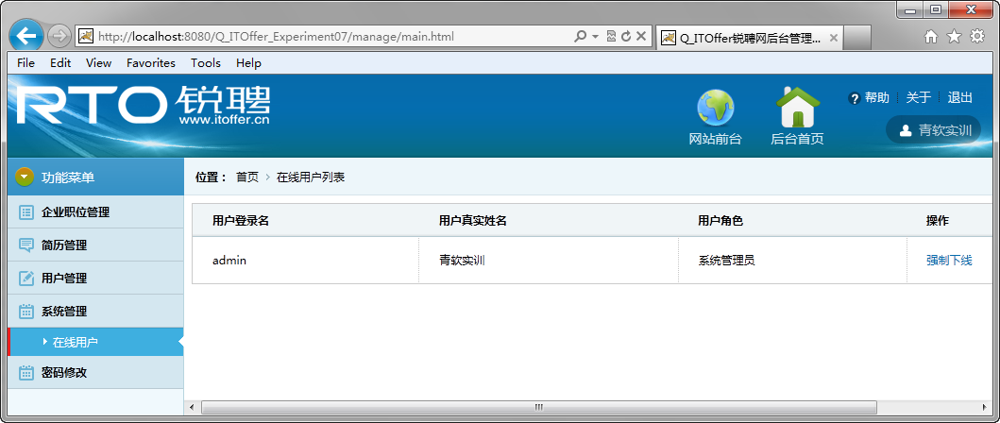 http://localhost:8080/Q_ITOffer_Experiment07/manage/main.html
Q_ITOffer锐聘网后台管理...
File Edit View Favorites Tools Help
RTO 锐聘
www.itoffer.cn
网站前台
后台首页
帮助 关于 退出
青软实训
功能菜单
位置： 首页 > 在线用户列表
企业职位管理
简历管理
用户管理
系统管理
在线用户
密码修改
用户登录名 用户真实姓名 用户角色 操作
admin 青软实训 系统管理员 强制下线